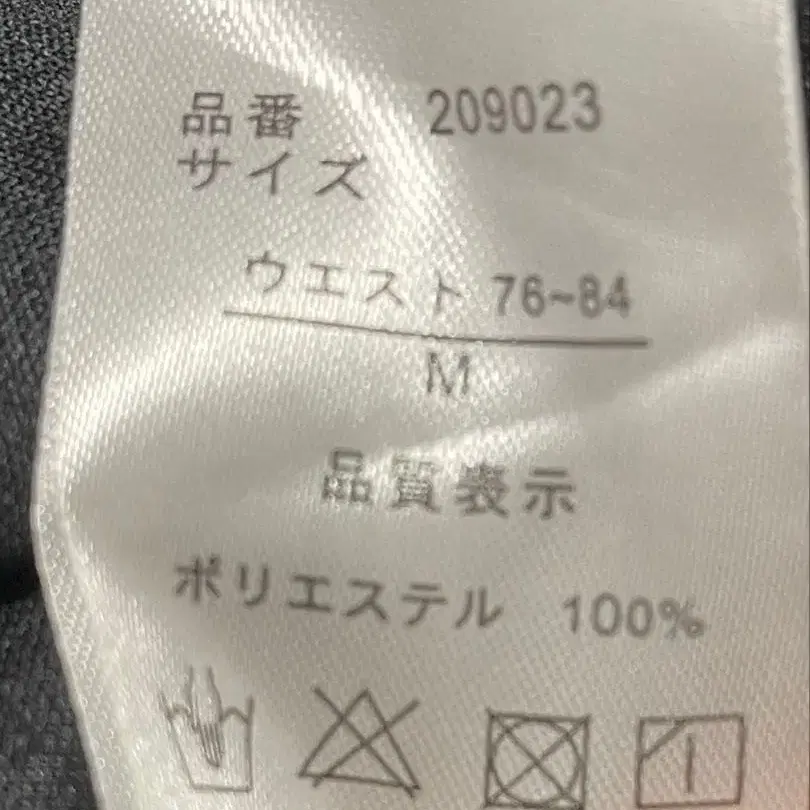 品番 209023
サイズ
ウエスト 76~84
M
品質表示
ポリエステル 100%